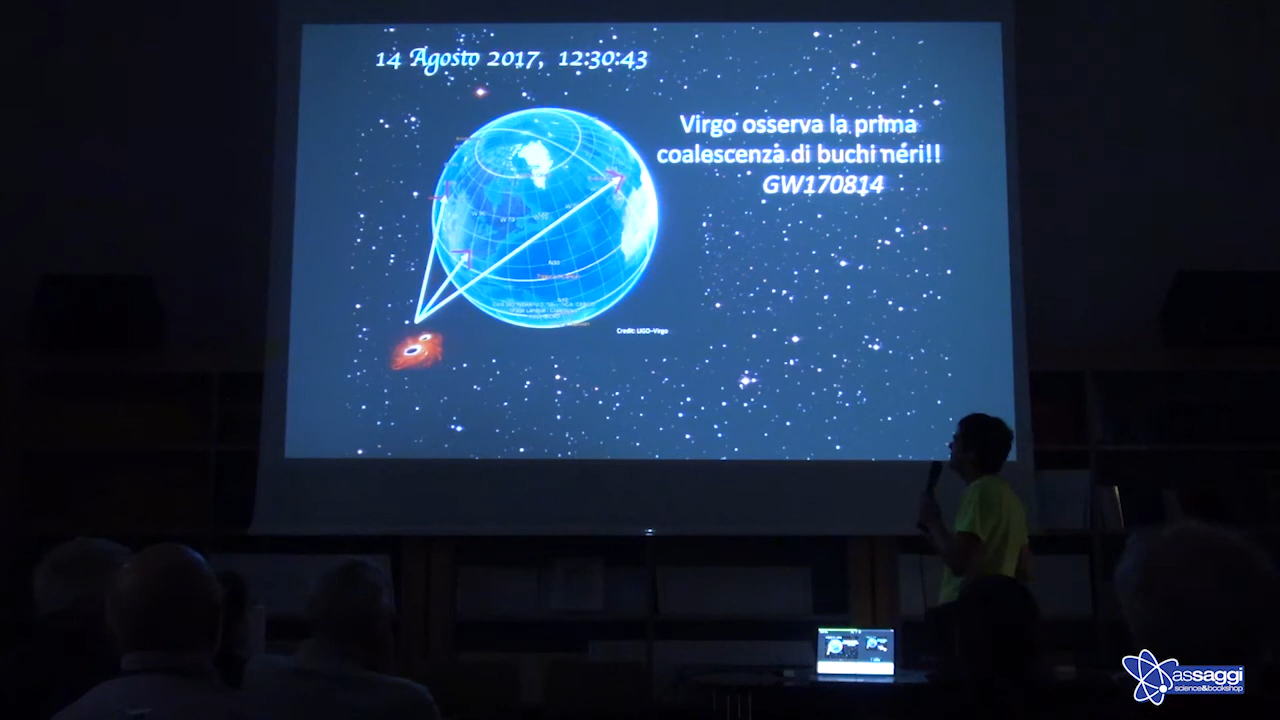 14 Agosto 2017, 12:30:43
Virgo osserva la prima
coalescenza di buchi neri!!
GW170814
Credit: LIGO-Virgo
assaggi
science&bookshop